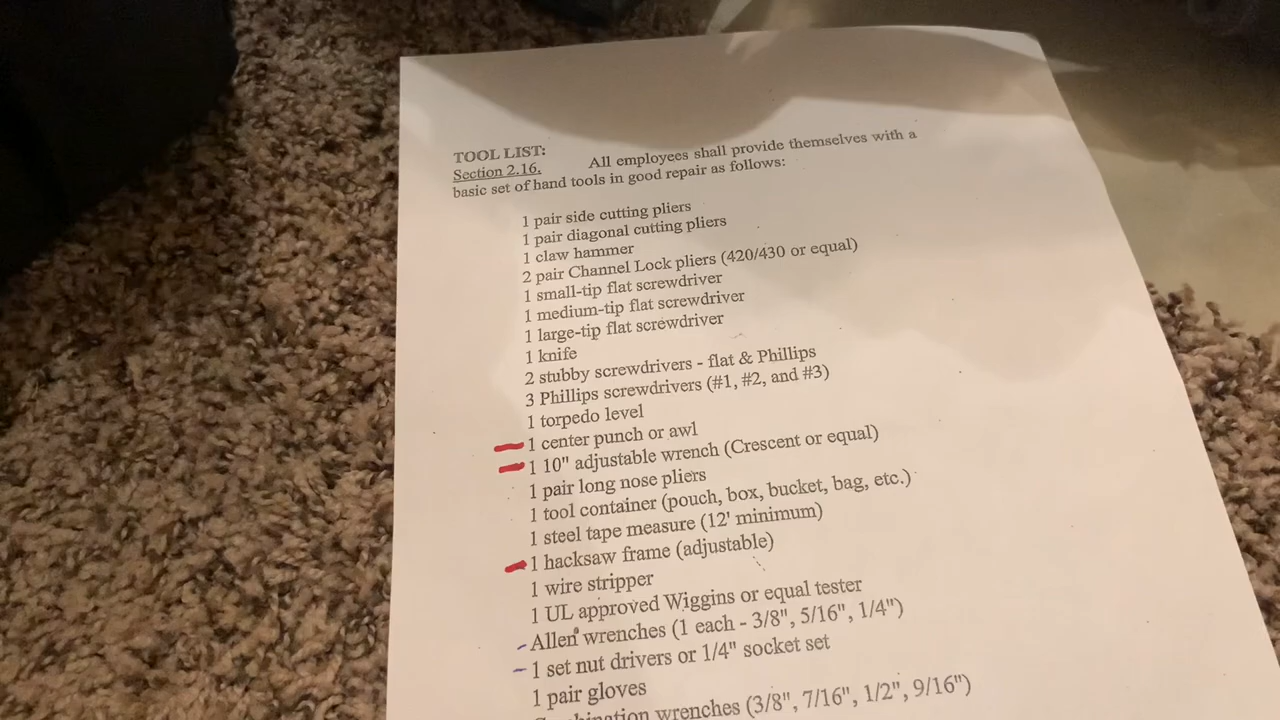 TOOL LIST:
Section 2.16. All employees shall provide themselves with a
basic set of hand tools in good repair as follows:
1 pair side cutting pliers
1 pair diagonal cutting pliers
1 claw hammer
2 pair Channel Lock pliers (420/430 or equal)
1 small-tip flat screwdriver
1 medium-tip flat screwdriver
1 large-tip flat screwdriver
1 knife
2 stubby screwdrivers - flat & Phillips
3 Phillips screwdrivers (#1, #2, and #3)
1 torpedo level
1 center punch or awl
1 10" adjustable wrench (Crescent or equal)
1 pair long nose pliers
1 tool container (pouch, box, bucket, bag, etc.)
1 steel tape measure (12' minimum)
1 hacksaw frame (adjustable)
1 wire stripper
1 UL approved Wiggins or equal tester
Allen wrenches (1 each - 3/8", 5/16", 1/4")
1 set nut drivers or 1/4" socket set
1 pair gloves
wrenches (3/8", 7/16", 1/2", 9/16")